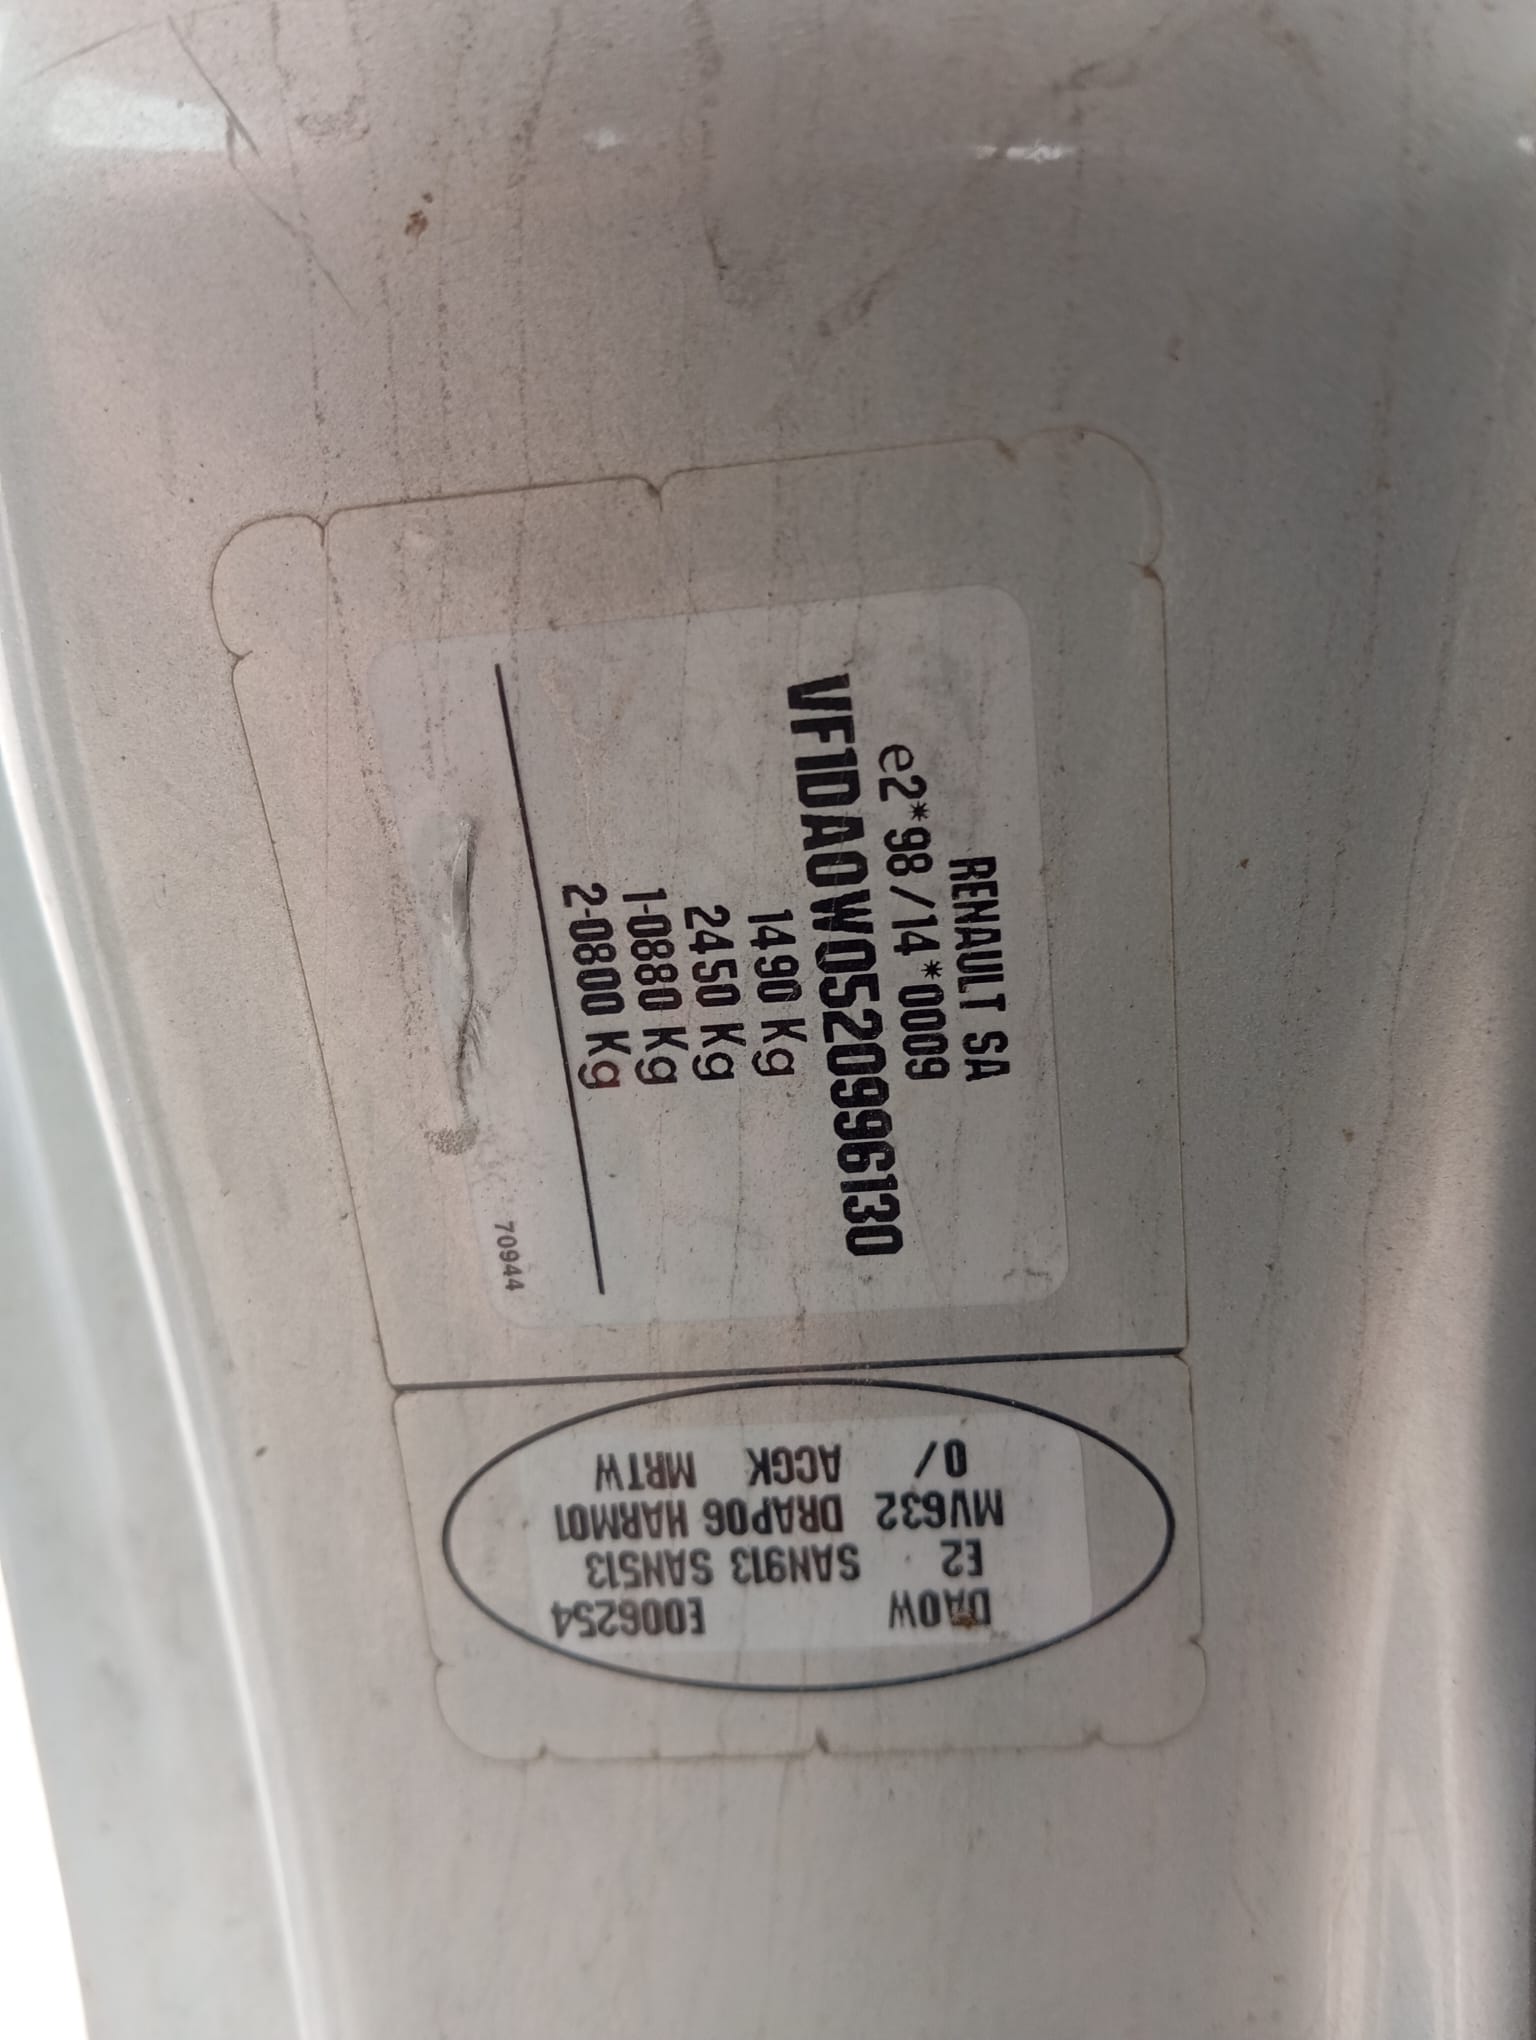 RENAULT SA
e2*98/14*0009
VF1DA0W0520996130
1490 Kg
2450 Kg
1-0880 Kg
2-0800 Kg
70944
DA0W E006254
E2 SAN913 SAN513
MV632 DRAP06 HARM01
0/ ACGK MRTW